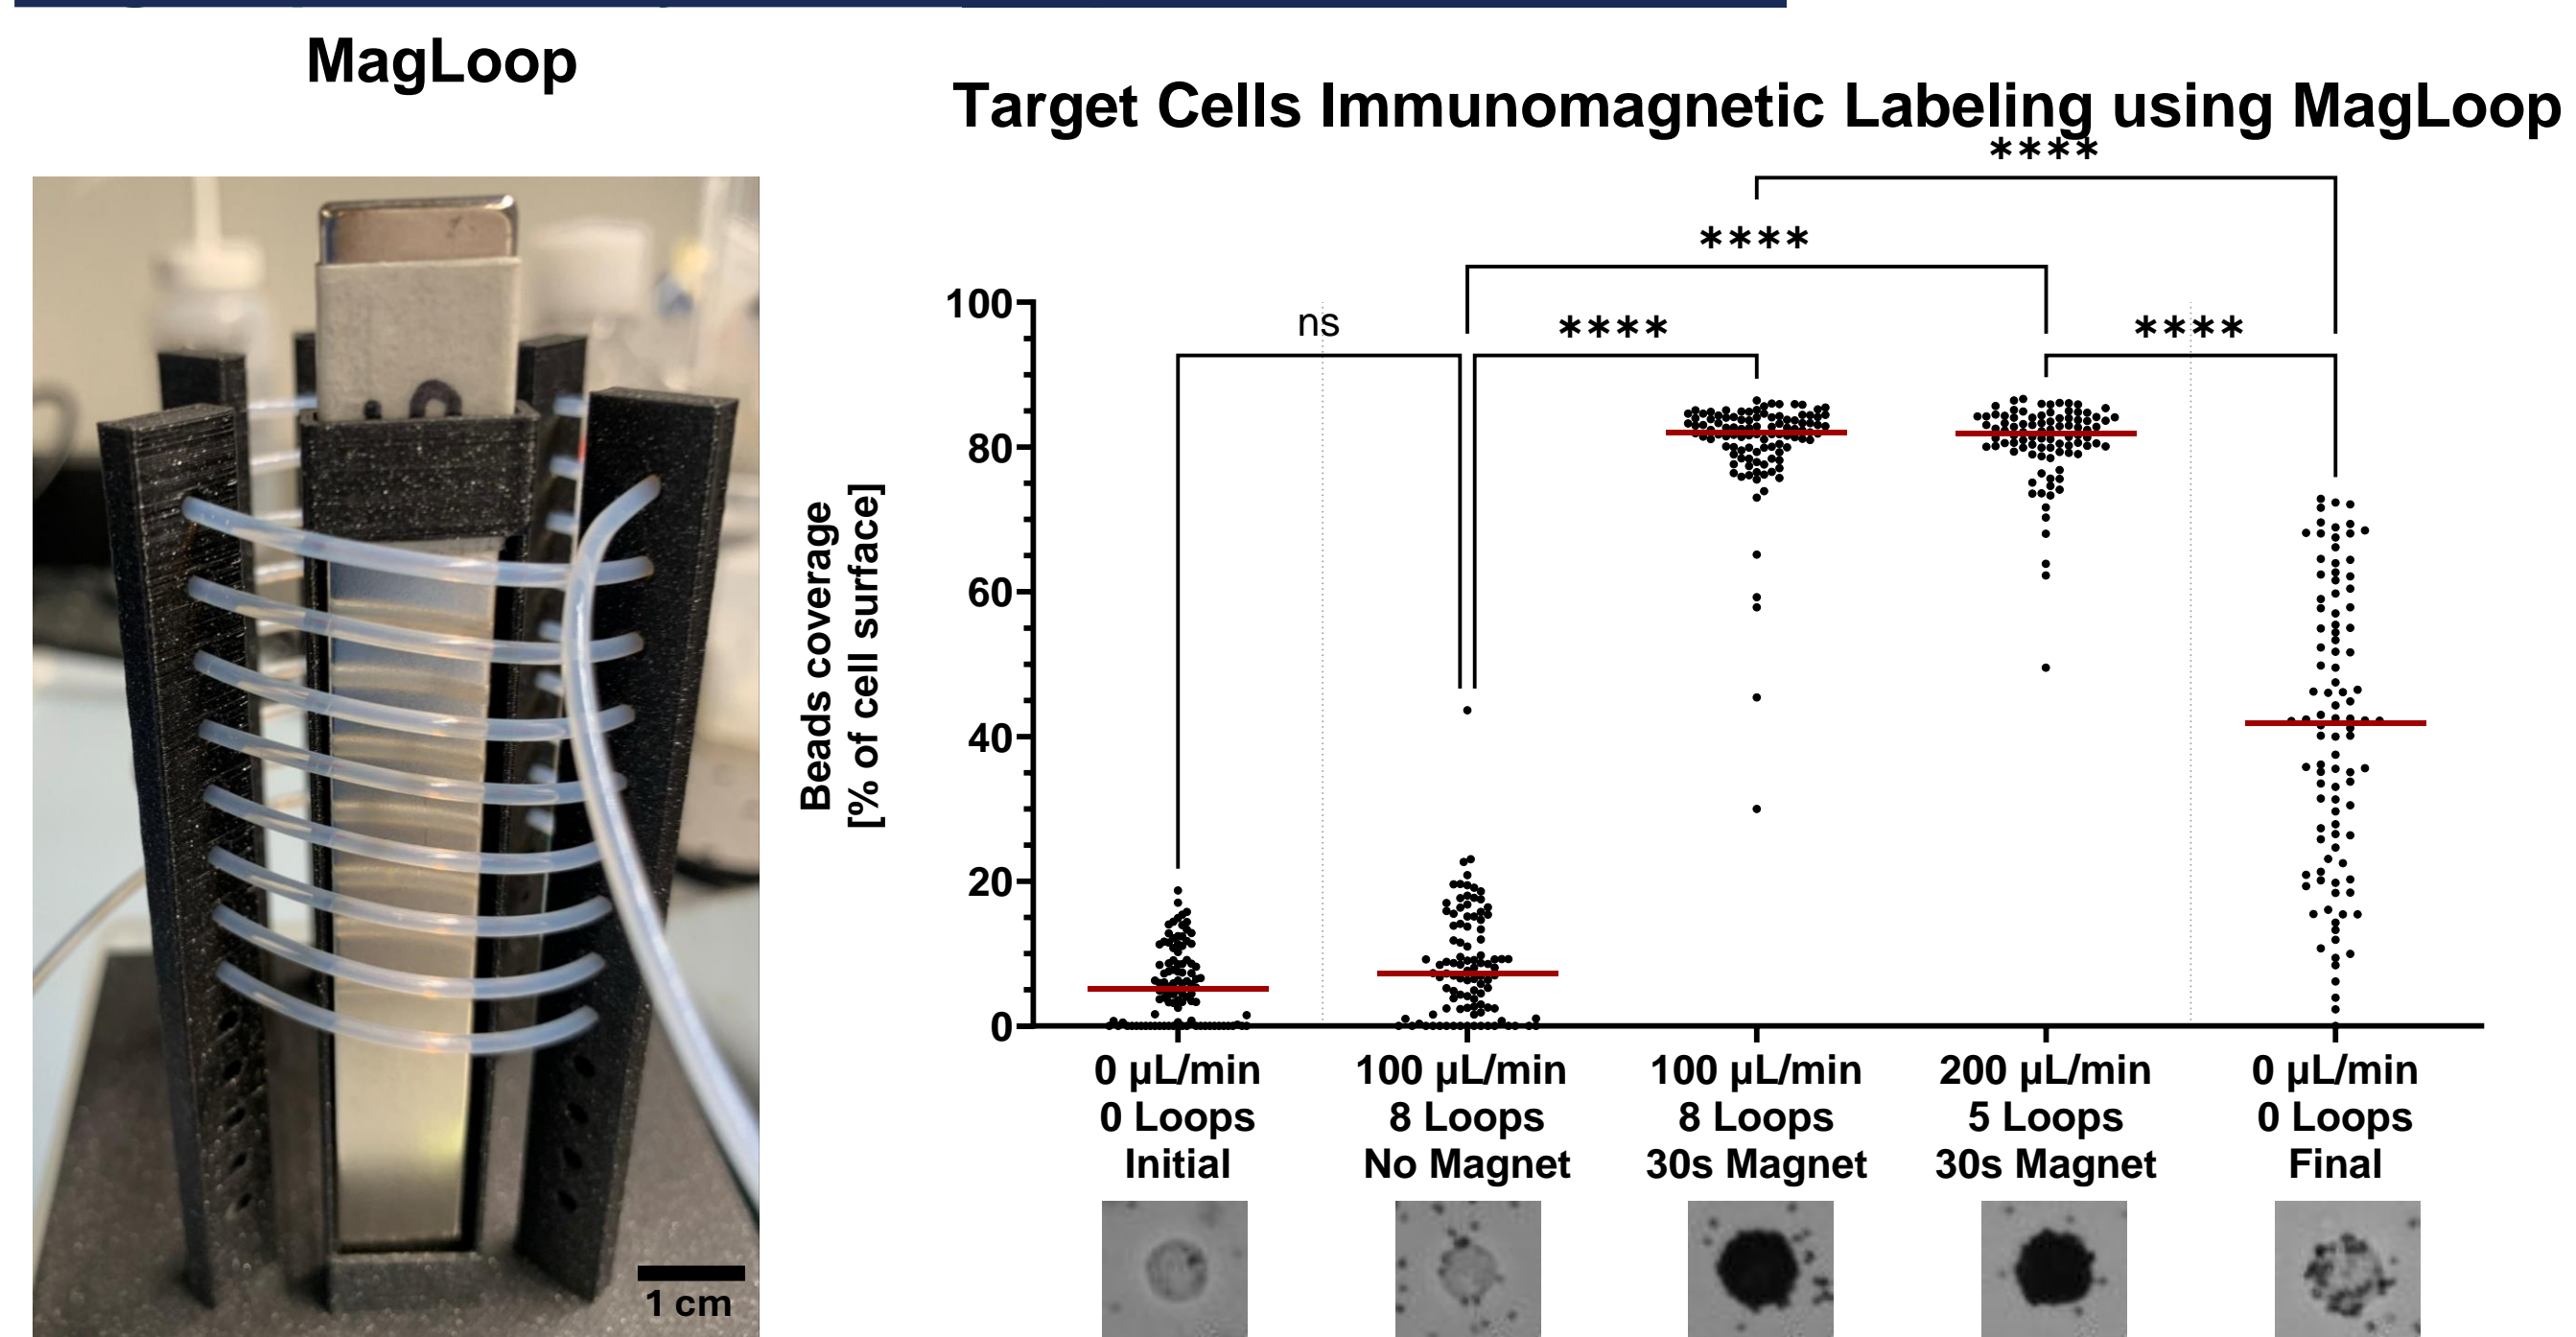 MagLoop
Target Cells Immunomagnetic Labeling using MagLoop
****
****
ns
****
****
100
80
60
40
20
0
Beads coverage
[% of cell surface]
0 µL/min
0 Loops
Initial
100 µL/min
8 Loops
No Magnet
100 µL/min
8 Loops
30s Magnet
200 µL/min
5 Loops
30s Magnet
0 µL/min
0 Loops
Final
1 cm